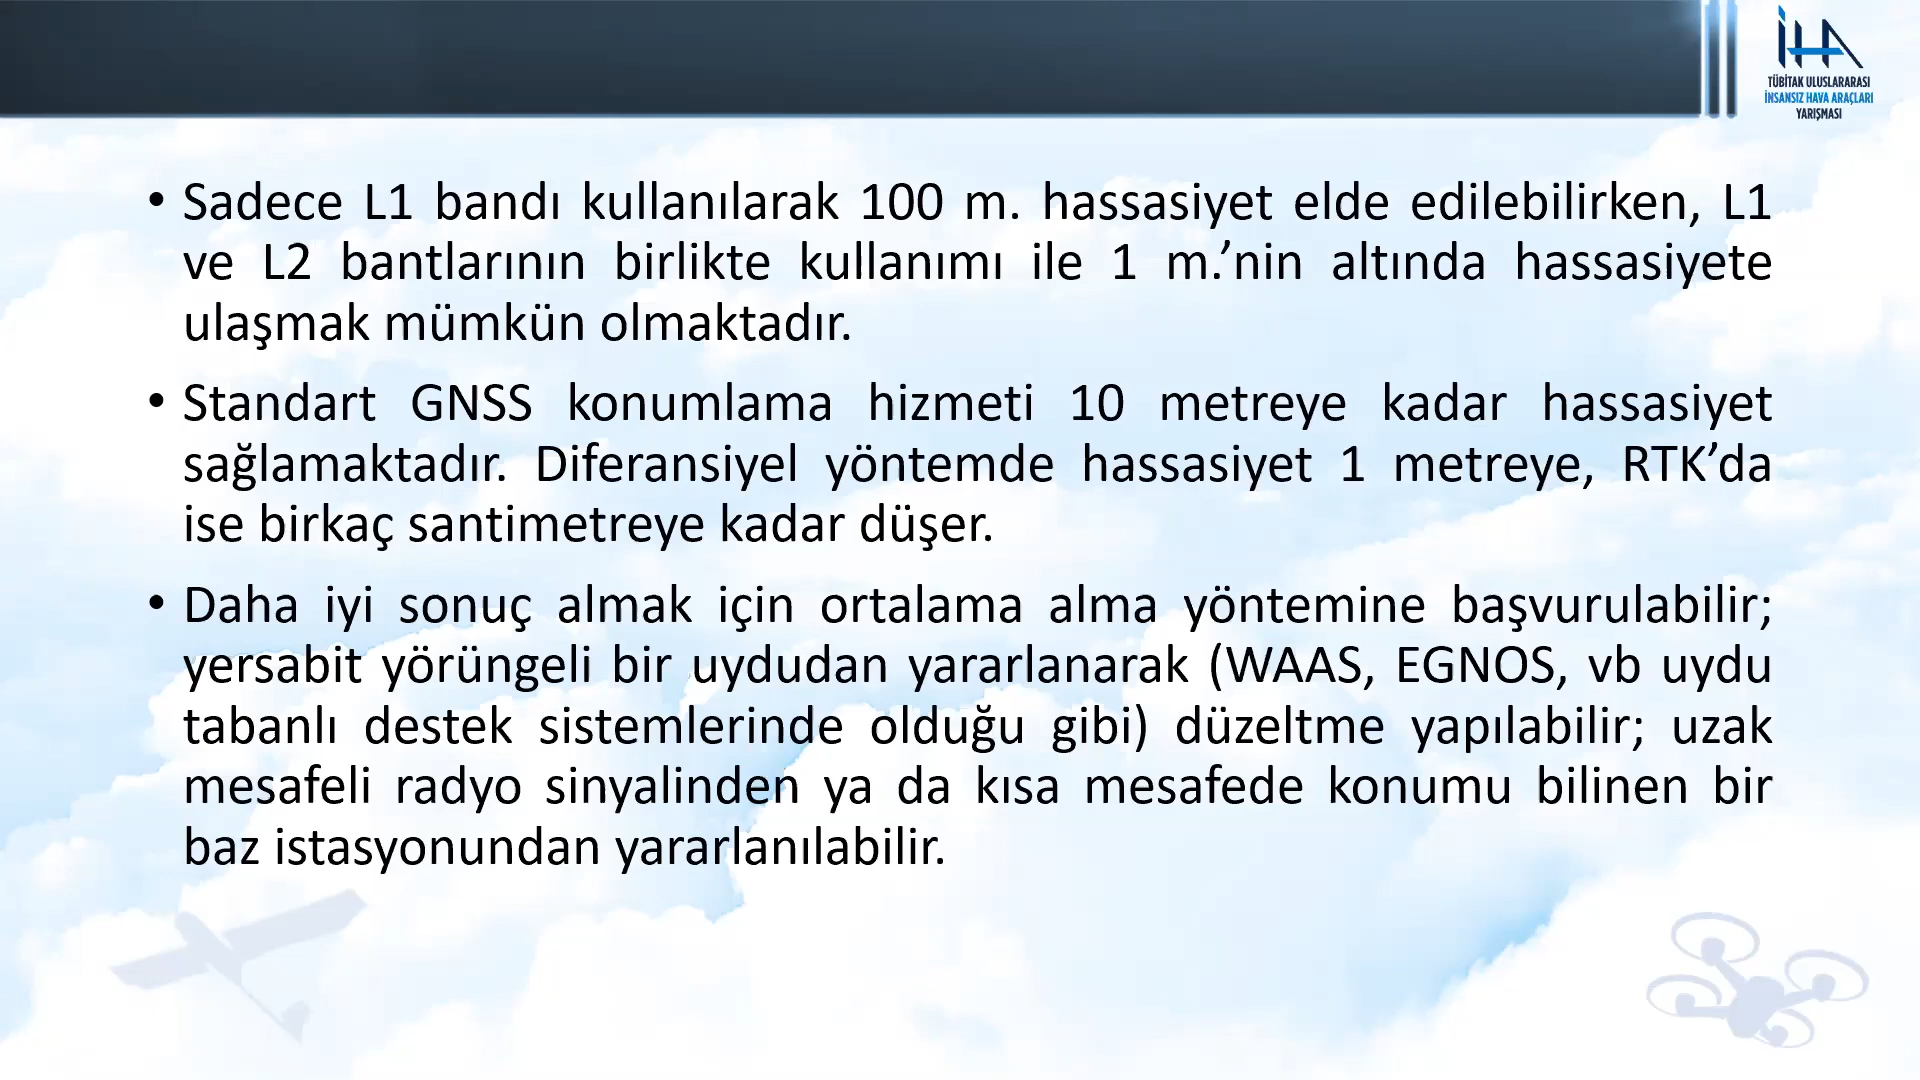 İHA
TÜBİTAK ULUSLARARASI
İNSANSIZ HAVA ARAÇLARI
YARIŞMASI
• Sadece L1 bandı kullanılarak 100 m. hassasiyet elde edilebilirken, L1
ve L2 bantlarının birlikte kullanımı ile 1 m.’nin altında hassasiyete
ulaşmak mümkün olmaktadır.
• Standart GNSS konumlama hizmeti 10 metreye kadar hassasiyet
sağlamaktadır. Diferansiyel yöntemde hassasiyet 1 metreye, RTK’da
ise birkaç santimetreye kadar düşer.
• Daha iyi sonuç almak için ortalama alma yöntemine başvurulabilir;
yersabit yörüngeli bir uydudan yararlanarak (WAAS, EGNOS, vb uydu
tabanlı destek sistemlerinde olduğu gibi) düzeltme yapılabilir; uzak
mesafeli radyo sinyalinden ya da kısa mesafede konumu bilinen bir
baz istasyonundan yararlanılabilir.